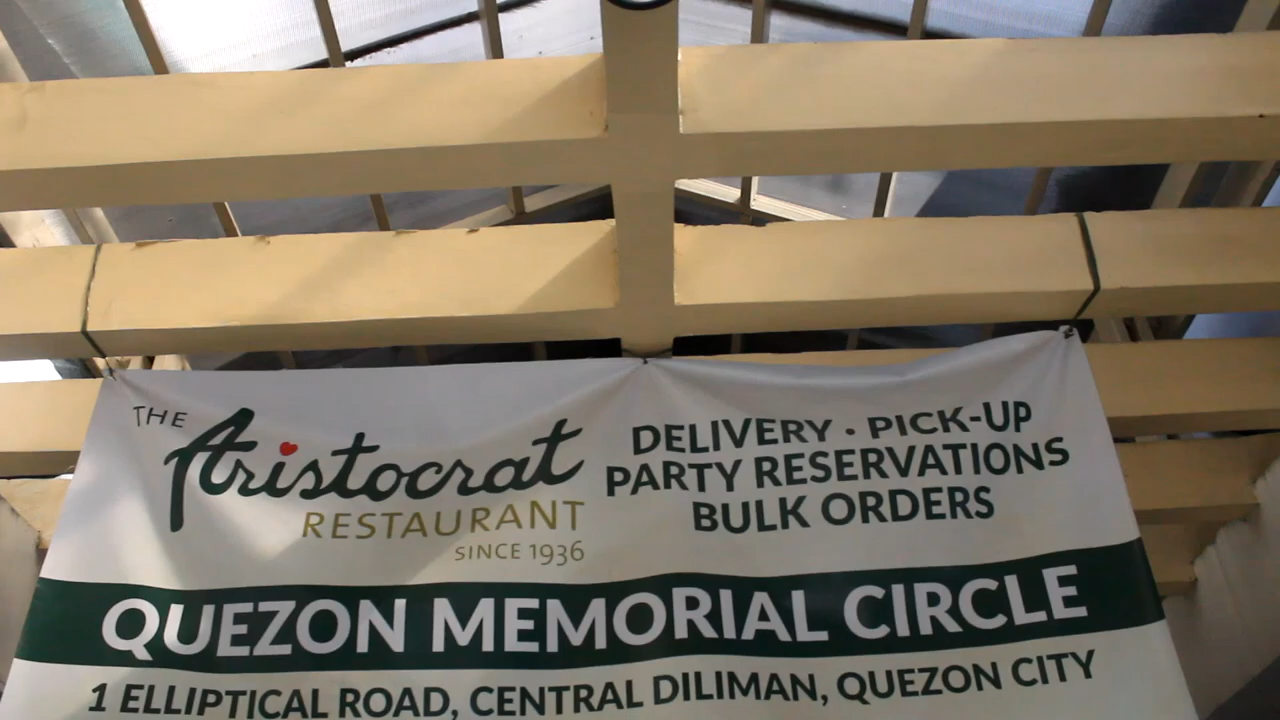 THE
Aristocrat
RESTAURANT
SINCE 1936
DELIVERY · PICK-UP
PARTY RESERVATIONS
BULK ORDERS
QUEZON MEMORIAL CIRCLE
1 ELLIPTICAL ROAD, CENTRAL DILIMAN, QUEZON CITY